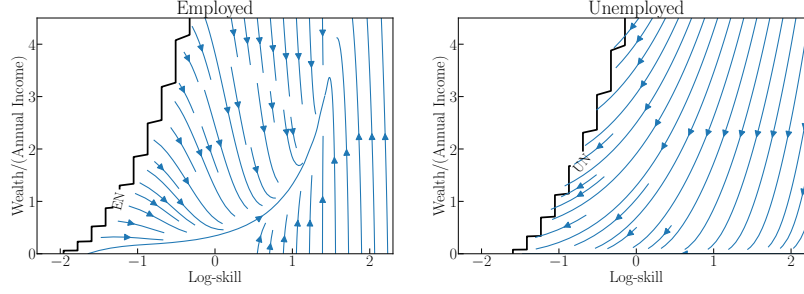 Employed
Wealth/(Annual Income)
4
3
2
1
0
EN
−2
−1
0
1
2
Log-skill
Unemployed
Wealth/(Annual Income)
4
3
2
1
0
UN
−2
−1
0
1
2
Log-skill